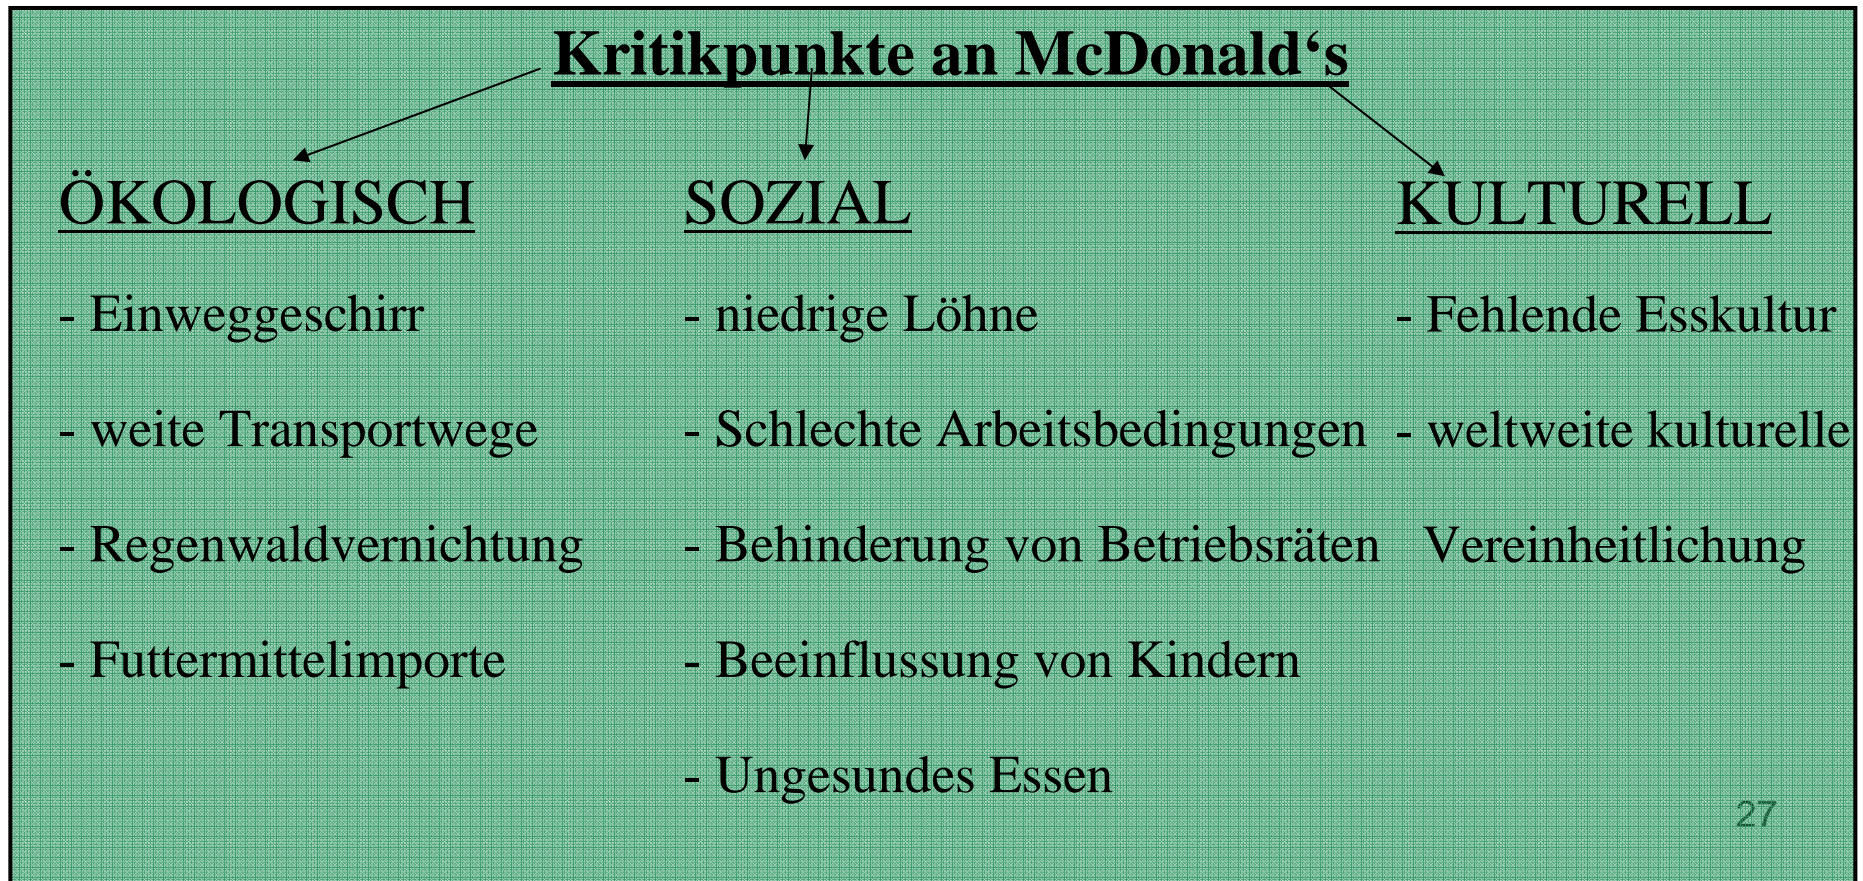 Kritikpunkte an McDonald‘s
ÖKOLOGISCH
- Einweggeschirr
- weite Transportwege
- Regenwaldvernichtung
- Futtermittelimporte
SOZIAL
- niedrige Löhne
- Schlechte Arbeitsbedingungen
- Behinderung von Betriebsräten
- Beeinflussung von Kindern
- Ungesundes Essen
KULTURELL
- Fehlende Esskultur
- weltweite kulturelle
Vereinheitlichung
27